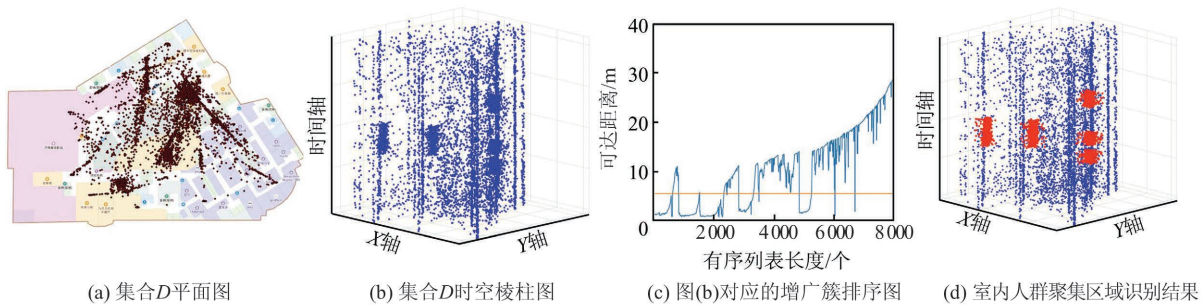 时间轴
X轴
Y轴
可达距离/m
40
30
20
10
0
2 000
4 000
6 000
8 000
有序列表长度/个
时间轴
X轴
Y轴
(a) 集合D平面图
(b) 集合D时空棱柱图
(c) 图(b)对应的增广簇排序图
(d) 室内人群聚集区域识别结果